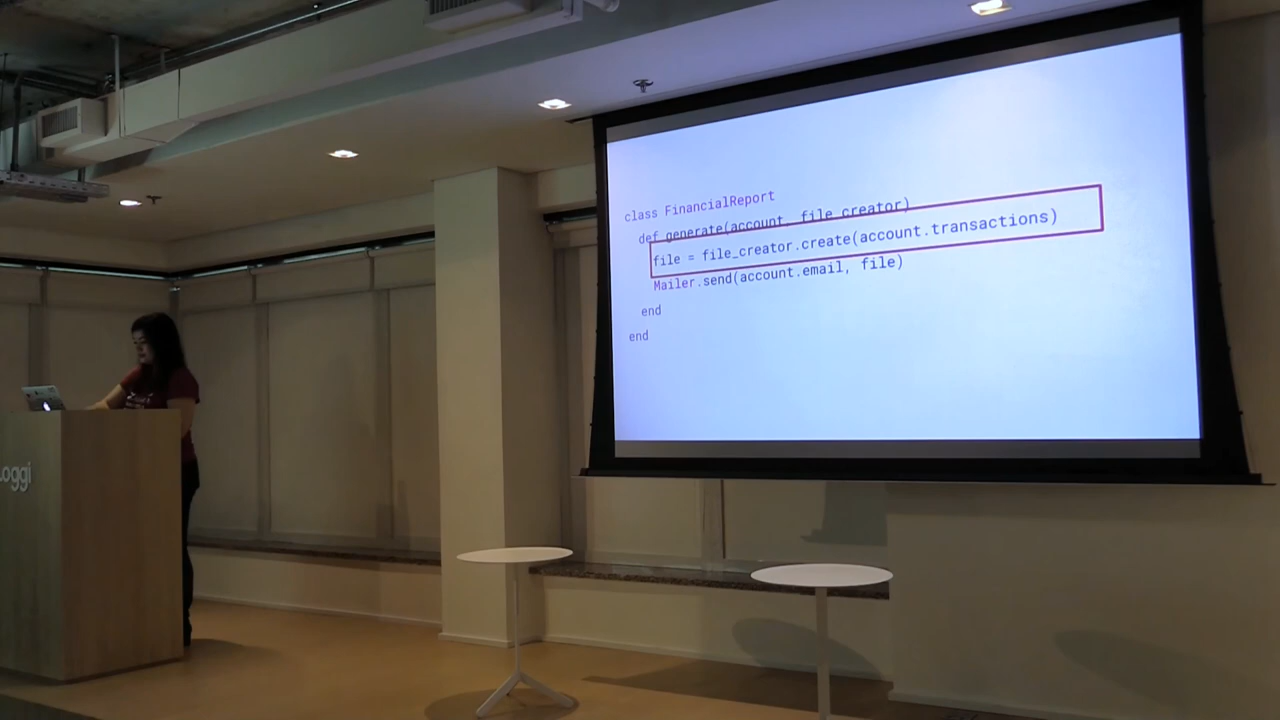 class FinancialReport
def generate(account, file_creator)
file = file_creator.create(account.transactions)
Mailer.send(account.email, file)
end
end
Loggi